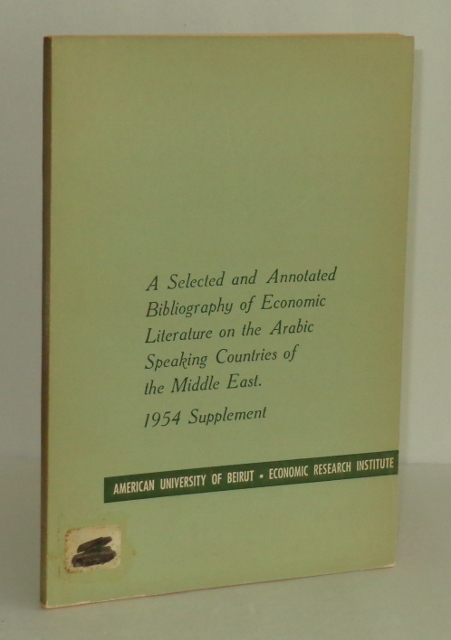 A Selected and Annotated
Bibliography of Economic
Literature on the Arabic
Speaking Countries of
the Middle East.
1954 Supplement
AMERICAN UNIVERSITY OF BEIRUT • ECONOMIC RESEARCH INSTITUTE